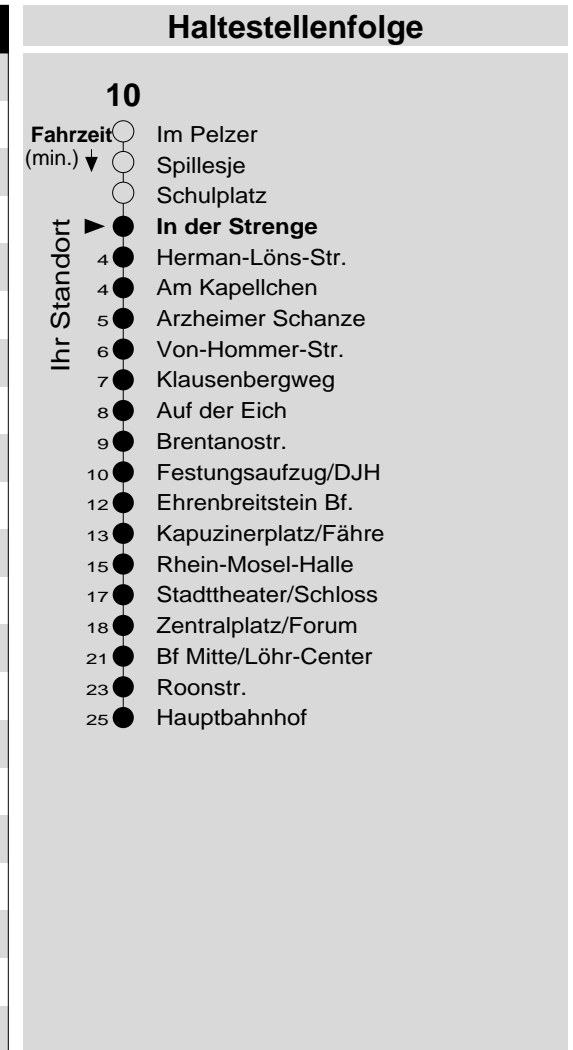 Haltestellenfolge
10
Fahrzeit Im Pelzer
(min.) Spillesje
Schulplatz
Ihr Standort
In der Strenge
4 Herman-Löns-Str.
4 Am Kapellchen
5 Arzheimer Schanze
6 Von-Hommer-Str.
7 Klausenbergweg
8 Auf der Eich
9 Brentanostr.
10 Festungsaufzug/DJH
12 Ehrenbreitstein Bf.
13 Kapuzinerplatz/Fähre
15 Rhein-Mosel-Halle
17 Stadttheater/Schloss
18 Zentralplatz/Forum
21 Bf Mitte/Löhr-Center
23 Roonstr.
25 Hauptbahnhof